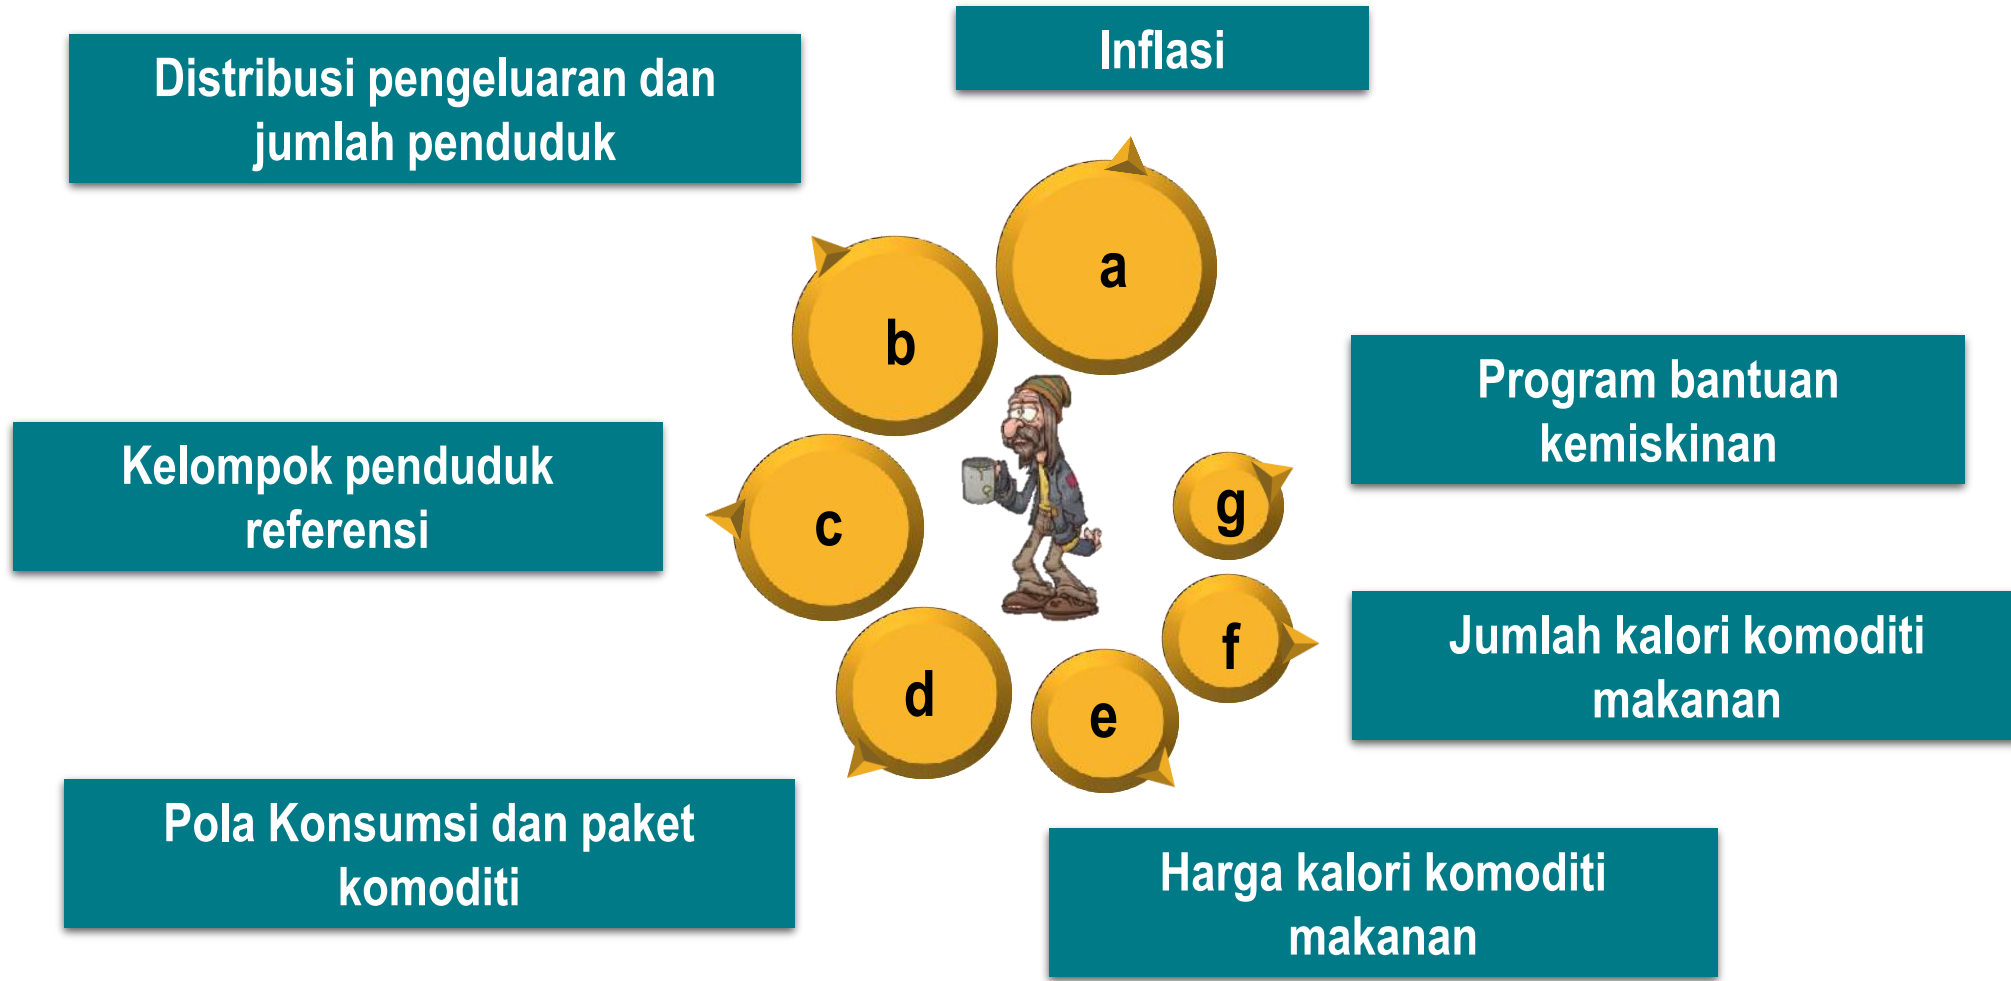 Inflasi
a
Distribusi pengeluaran dan
jumlah penduduk
b
Kelompok penduduk
referensi
c
Pola Konsumsi dan paket
komoditi
d
Harga kalori komoditi
makanan
e
Jumlah kalori komoditi
makanan
f
Program bantuan
kemiskinan
g